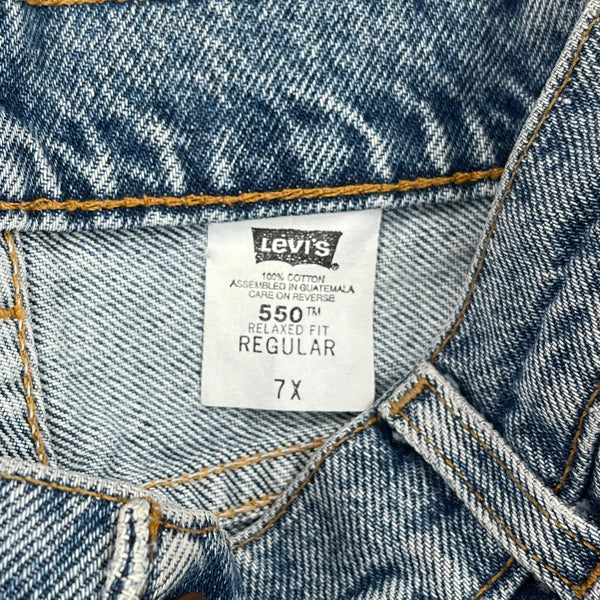 Levi's
100% COTTON
ASSEMBLED IN GUATEMALA
CARE ON REVERSE
550™
RELAXED FIT
REGULAR
7X